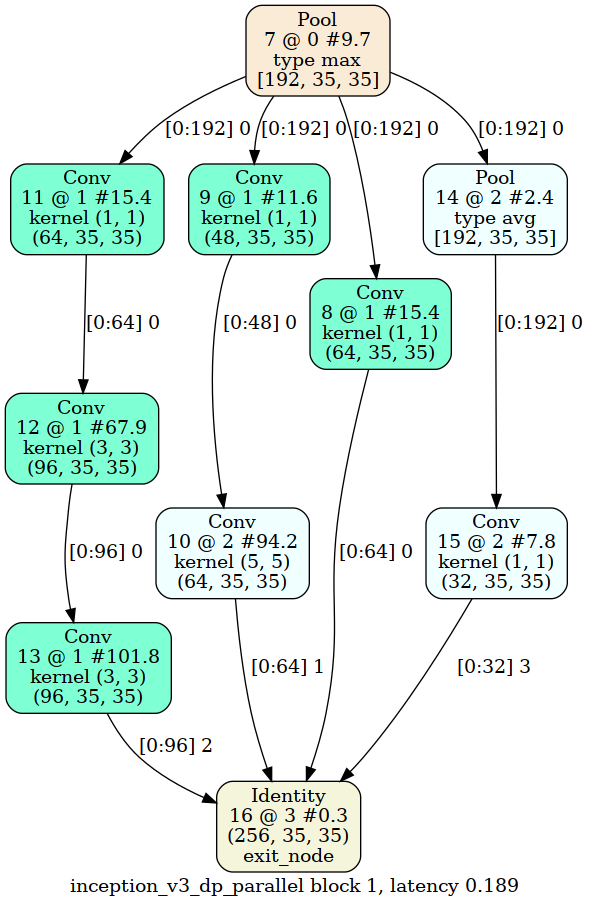 Pool
7 @ 0 #9.7
type max
[192, 35, 35]
[0:192] 0
[0:192] 0
[0:192] 0
[0:192] 0
Conv
11 @ 1 #15.4
kernel (1, 1)
(64, 35, 35)
Conv
9 @ 1 #11.6
kernel (1, 1)
(48, 35, 35)
Pool
14 @ 2 #2.4
type avg
[192, 35, 35]
Conv
8 @ 1 #15.4
kernel (1, 1)
(64, 35, 35)
[0:64] 0
[0:48] 0
[0:192] 0
Conv
12 @ 1 #67.9
kernel (3, 3)
(96, 35, 35)
Conv
10 @ 2 #94.2
kernel (5, 5)
(64, 35, 35)
Conv
15 @ 2 #7.8
kernel (1, 1)
(32, 35, 35)
[0:96] 0
[0:64] 0
Conv
13 @ 1 #101.8
kernel (3, 3)
(96, 35, 35)
[0:64] 1
[0:32] 3
[0:96] 2
Identity
16 @ 3 #0.3
(256, 35, 35)
exit_node
inception_v3_dp_parallel block 1, latency 0.189